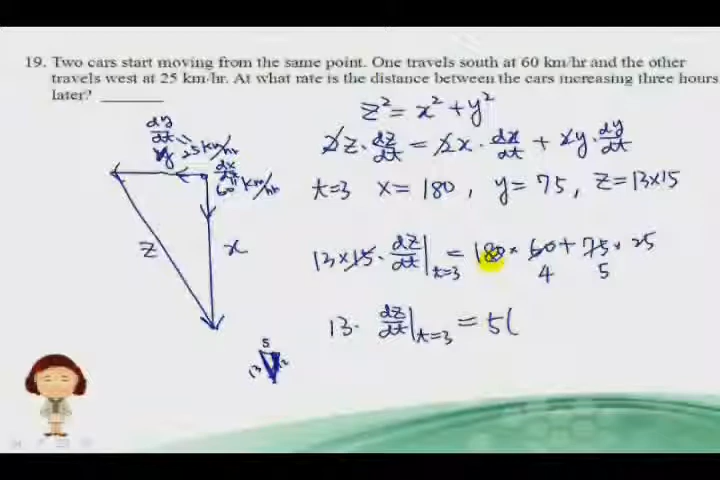 19. Two cars start moving from the same point. One travels south at 60 km/hr and the other
travels west at 25 km/hr. At what rate is the distance between the cars increasing three hours
later? ________
z² = x² + y²
dy/dt = 25 km/hr
2z · dz/dt = 2x · dx/dt + 2y · dy/dt
dx/dt = 60 km/hr
t=3 x = 180 , y = 75 , z = 13×15
z
x
13×15 · dz/dt|t=3 = 180 × 60 + 75 × 25
4 5
13 · dz/dt|t=3 = 5(
5
13 12